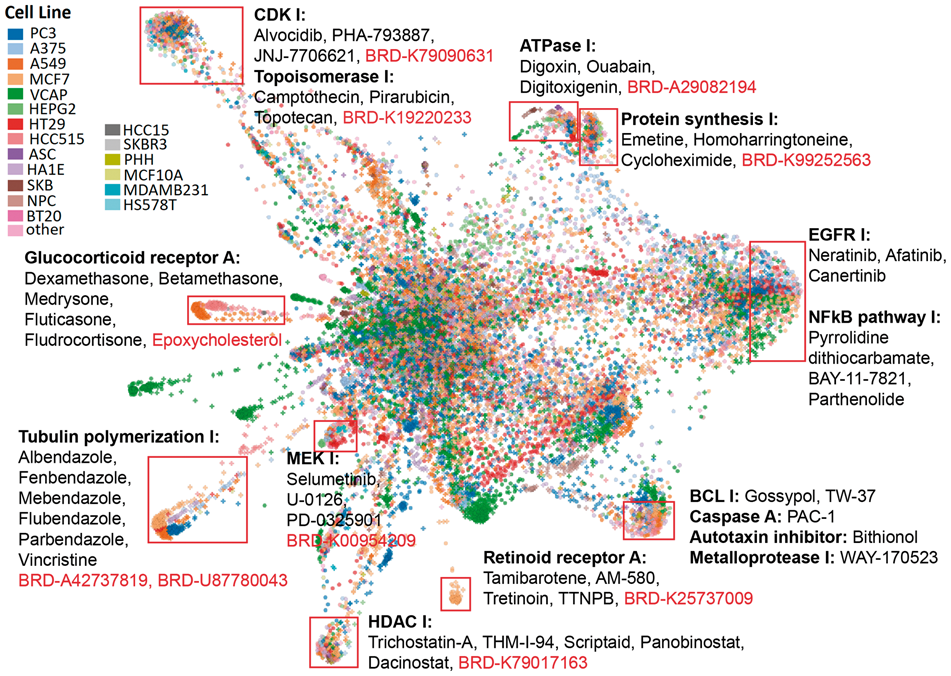 Cell Line
PC3
A375
A549
MCF7
VCAP
HEPG2
HT29
HCC515
ASC
HA1E
SKB
NPC
BT20
other
HCC15
SKBR3
PHH
MCF10A
MDAMB231
HS578T
CDK I:
Alvocidib, PHA-793887,
JNJ-7706621, BRD-K79090631
Topoisomerase I:
Camptothecin, Pirarubicin,
Topotecan, BRD-K19220233
ATPase I:
Digoxin, Ouabain,
Digitoxigenin, BRD-A29082194
Protein synthesis I:
Emetine, Homoharringtoneine,
Cycloheximide, BRD-K99252563
Glucocorticoid receptor A:
Dexamethasone, Betamethasone,
Medrysone,
Fluticasone,
Fludrocortisone, Epoxycholesterol
EGFR I:
Neratinib, Afatinib,
Canertinib
NFkB pathway I:
Pyrrolidine
dithiocarbamate,
BAY-11-7821,
Parthenolide
Tubulin polymerization I:
Albendazole,
Fenbendazole,
Mebendazole,
Flubendazole,
Parbendazole,
Vincristine
BRD-A42737819, BRD-U87780043
MEK I:
Selumetinib,
U-0126
PD-0325901
BRD-K00954209
BCL I: Gossypol, TW-37
Caspase A: PAC-1
Autotaxin inhibitor: Bithionol
Metalloprotease I: WAY-170523
Retinoid receptor A:
Tamibarotene, AM-580,
Tretinoin, TTNPB, BRD-K25737009
HDAC I:
Trichostatin-A, THM-I-94, Scriptaid, Panobinostat,
Dacinostat, BRD-K79017163